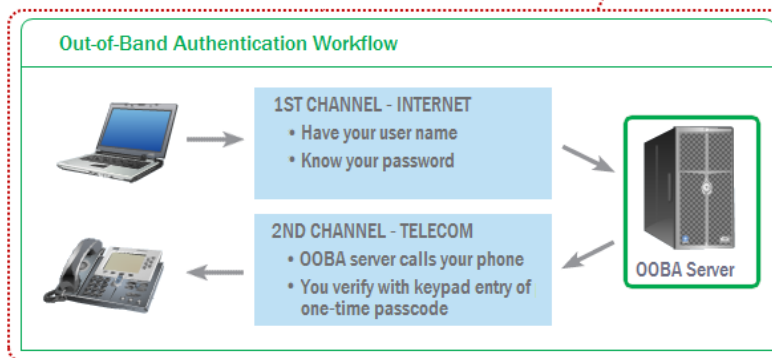 Out-of-Band Authentication Workflow
1ST CHANNEL - INTERNET
• Have your user name
• Know your password
2ND CHANNEL - TELECOM
• OOBA server calls your phone
• You verify with keypad entry of
one-time passcode
OOBA Server